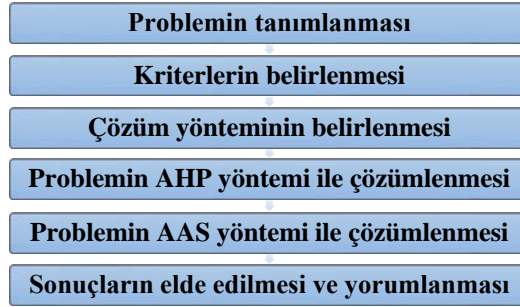 Problemin tanımlanması
Kriterlerin belirlenmesi
Çözüm yönteminin belirlenmesi
Problemin AHP yöntemi ile çözümlenmesi
Problemin AAS yöntemi ile çözümlenmesi
Sonuçların elde edilmesi ve yorumlanması